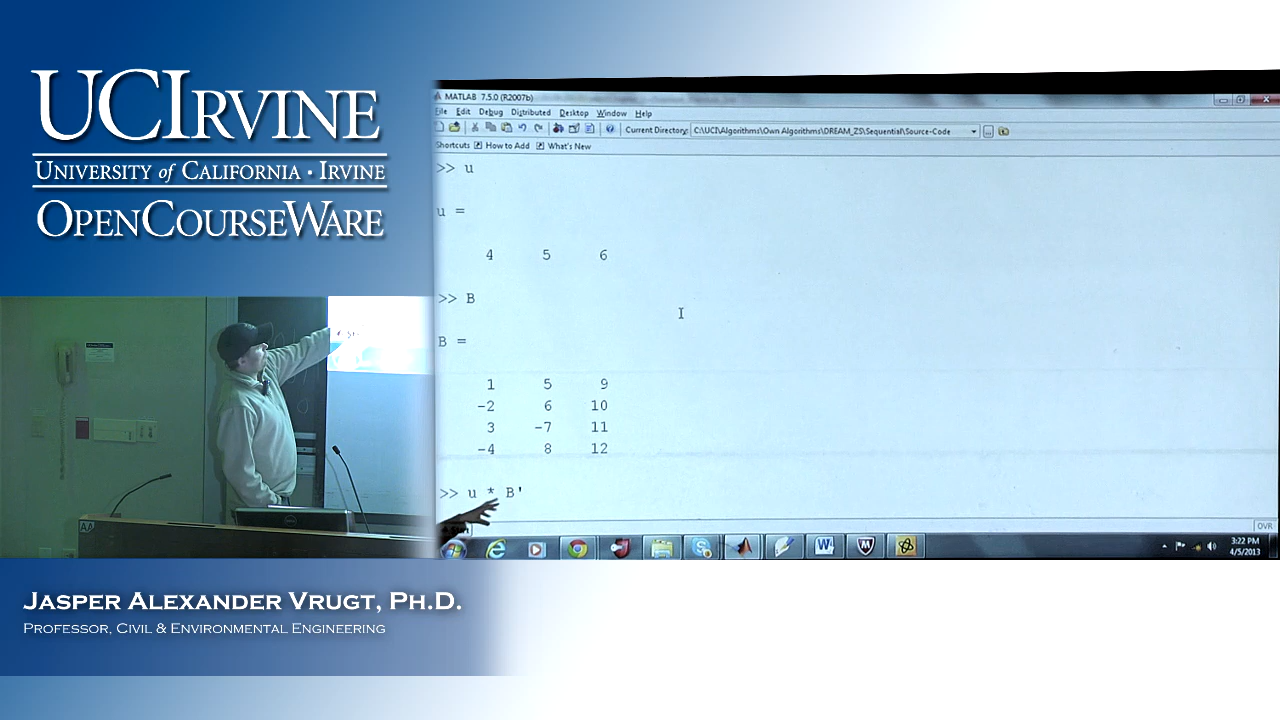 UCIRVINE
UNIVERSITY of CALIFORNIA · IRVINE
OPENCOURSEWARE
MATLAB 7.5.0 (R2007b)
File Edit Debug Distributed Desktop Window Help
Current Directory: C:\UCI\Algorithms\Own Algorithms\DREAM_ZS\Sequential\Source-Code
Shortcuts How to Add What's New
>> u
u =
4 5 6
>> B
B =
1 5 9
-2 6 10
3 -7 11
-4 8 12
>> u * B'
Start
OVR
3:22 PM
4/5/2013
JASPER ALEXANDER VRUGT, PH.D.
PROFESSOR, CIVIL & ENVIRONMENTAL ENGINEERING